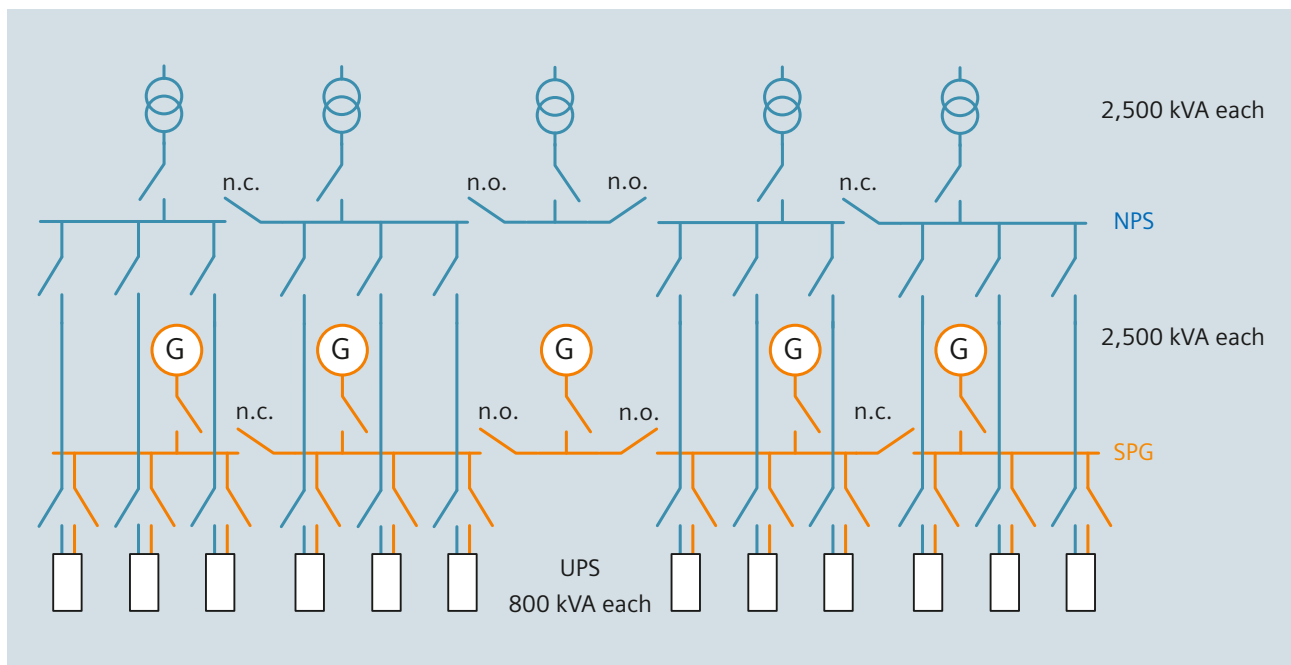 2,500 kVA each
n.c.
n.o.
n.o.
n.c.
NPS
G
G
G
G
G
2,500 kVA each
n.c.
n.o.
n.o.
n.c.
SPG
UPS
800 kVA each